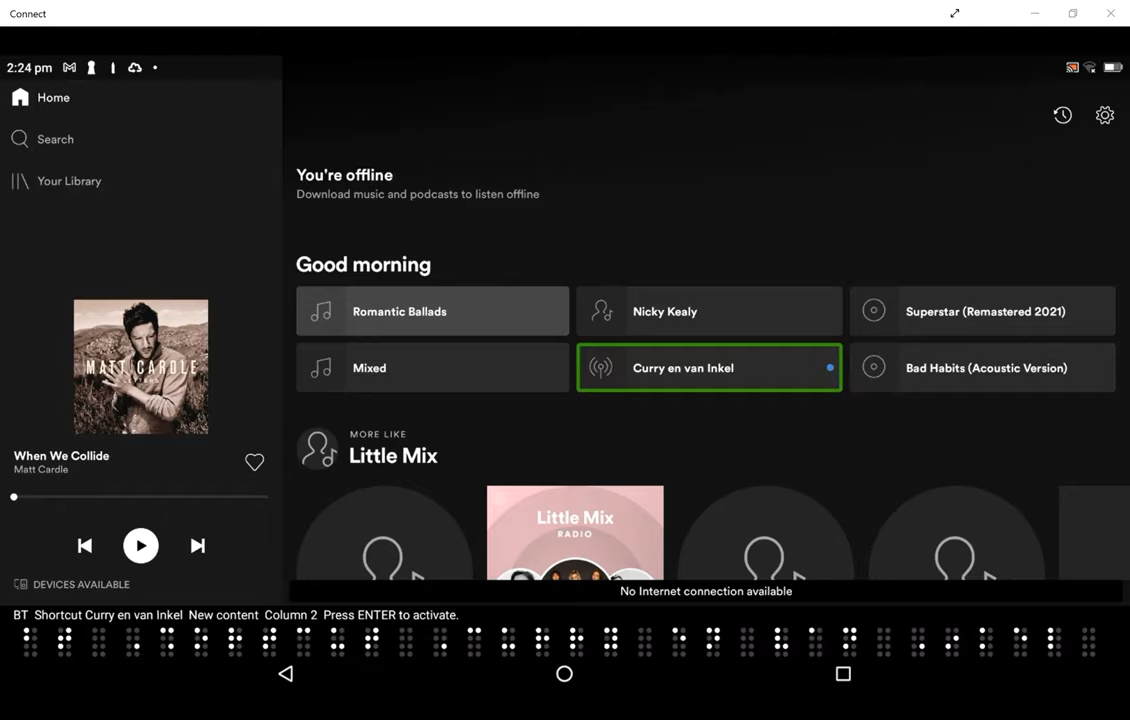 Connect
2:24 pm
Home
Search
Your Library
You're offline
Download music and podcasts to listen offline
Good morning
Romantic Ballads
Nicky Kealy
Superstar (Remastered 2021)
Mixed
Curry en van Inkel
Bad Habits (Acoustic Version)
MORE LIKE
Little Mix
MATT CARDLE
Little Mix
RADIO
When We Collide
Matt Cardle
DEVICES AVAILABLE
No Internet connection available
BT Shortcut Curry en van Inkel New content Column 2 Press ENTER to activate.